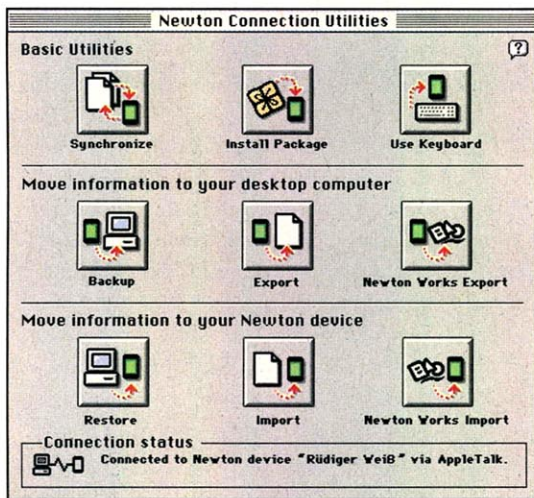 Newton Connection Utilities
Basic Utilities
?
Synchronize
Install Package
Use Keyboard
Move information to your desktop computer
Backup
Export
Newton Works Export
Move information to your Newton device
Restore
Import
Newton Works Import
Connection status
Connected to Newton device "Rüdiger Weiß" via AppleTalk.